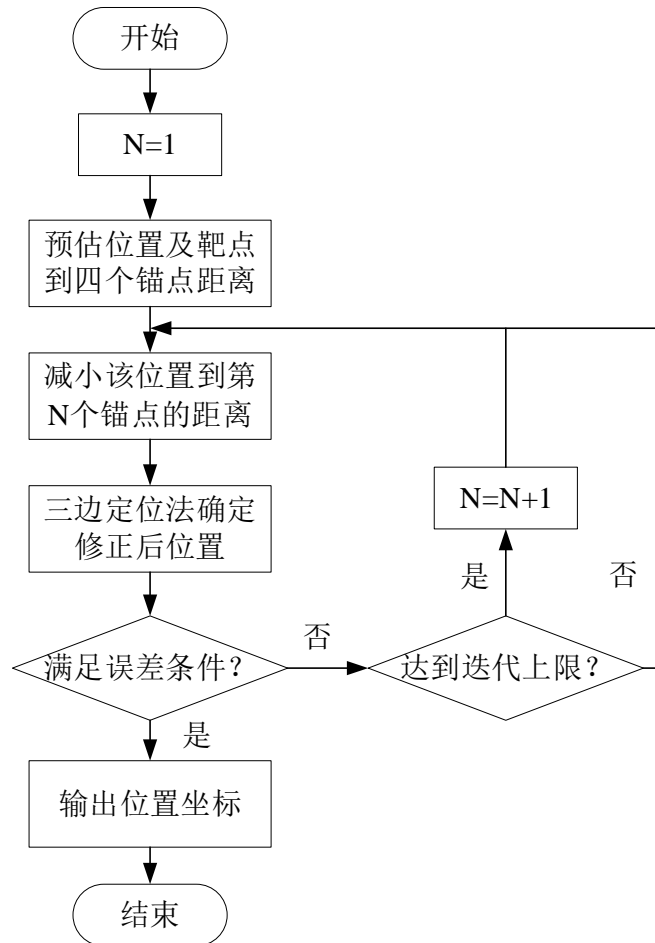 开始
N=1
预估位置及靶点
到四个锚点距离
减小该位置到第
N个锚点的距离
三边定位法确定
修正后位置
N=N+1
是
否
满足误差条件？
否
达到迭代上限？
是
输出位置坐标
结束